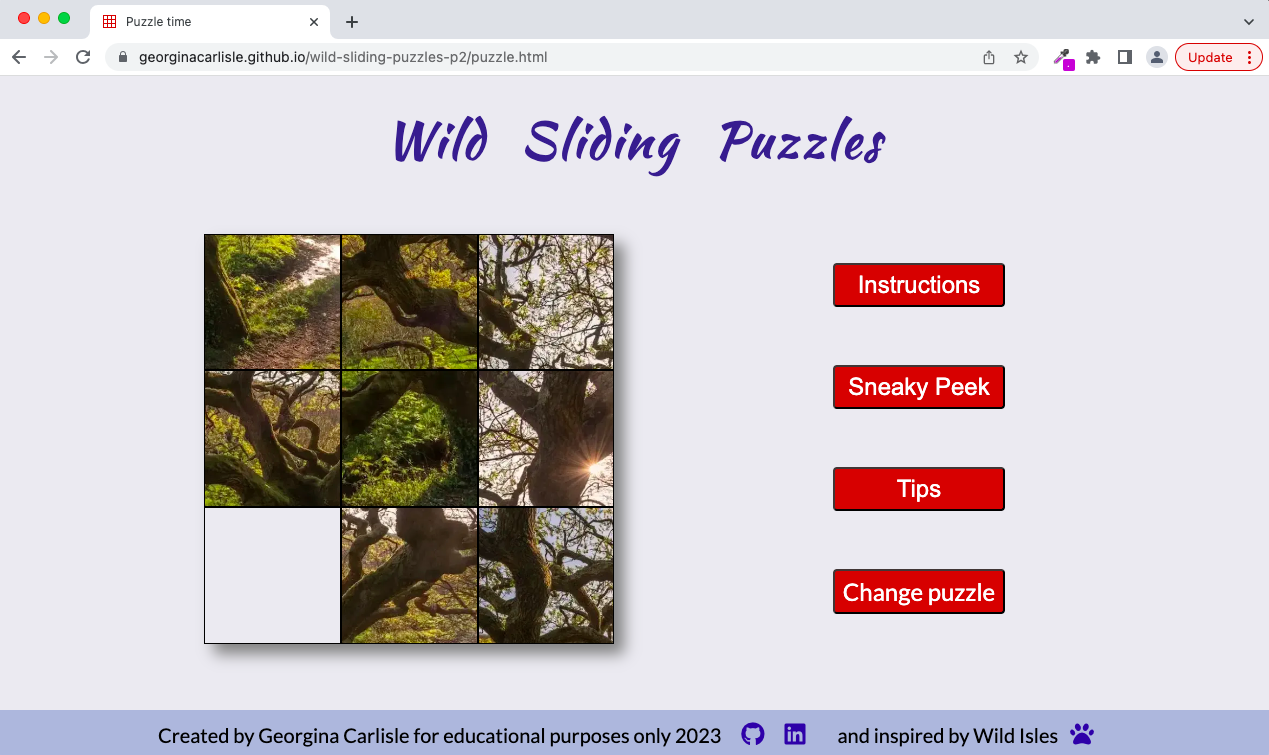 Puzzle time
georginacarlisle.github.io/wild-sliding-puzzles-p2/puzzle.html
Update
Wild Sliding Puzzles
Instructions
Sneaky Peek
Tips
Change puzzle
Created by Georgina Carlisle for educational purposes only 2023
and inspired by Wild Isles